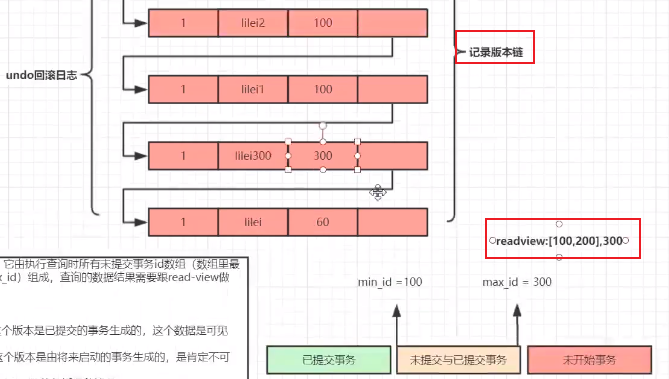 1 lilei2 100
undo回滚日志
记录版本链
1 lilei1 100
1 lilei300 300
1 lilei 60
readview:[100,200],300
它由执行查询时所有未提交事务id数组（数组里最
x_id）组成，查询的数据结果需要跟read-view做
min_id =100
max_id = 300
这个版本是已提交的事务生成的，这个数据是可见
这个版本是由将来启动的事务生成的，是肯定不可
已提交事务
未提交与已提交事务
未开始事务